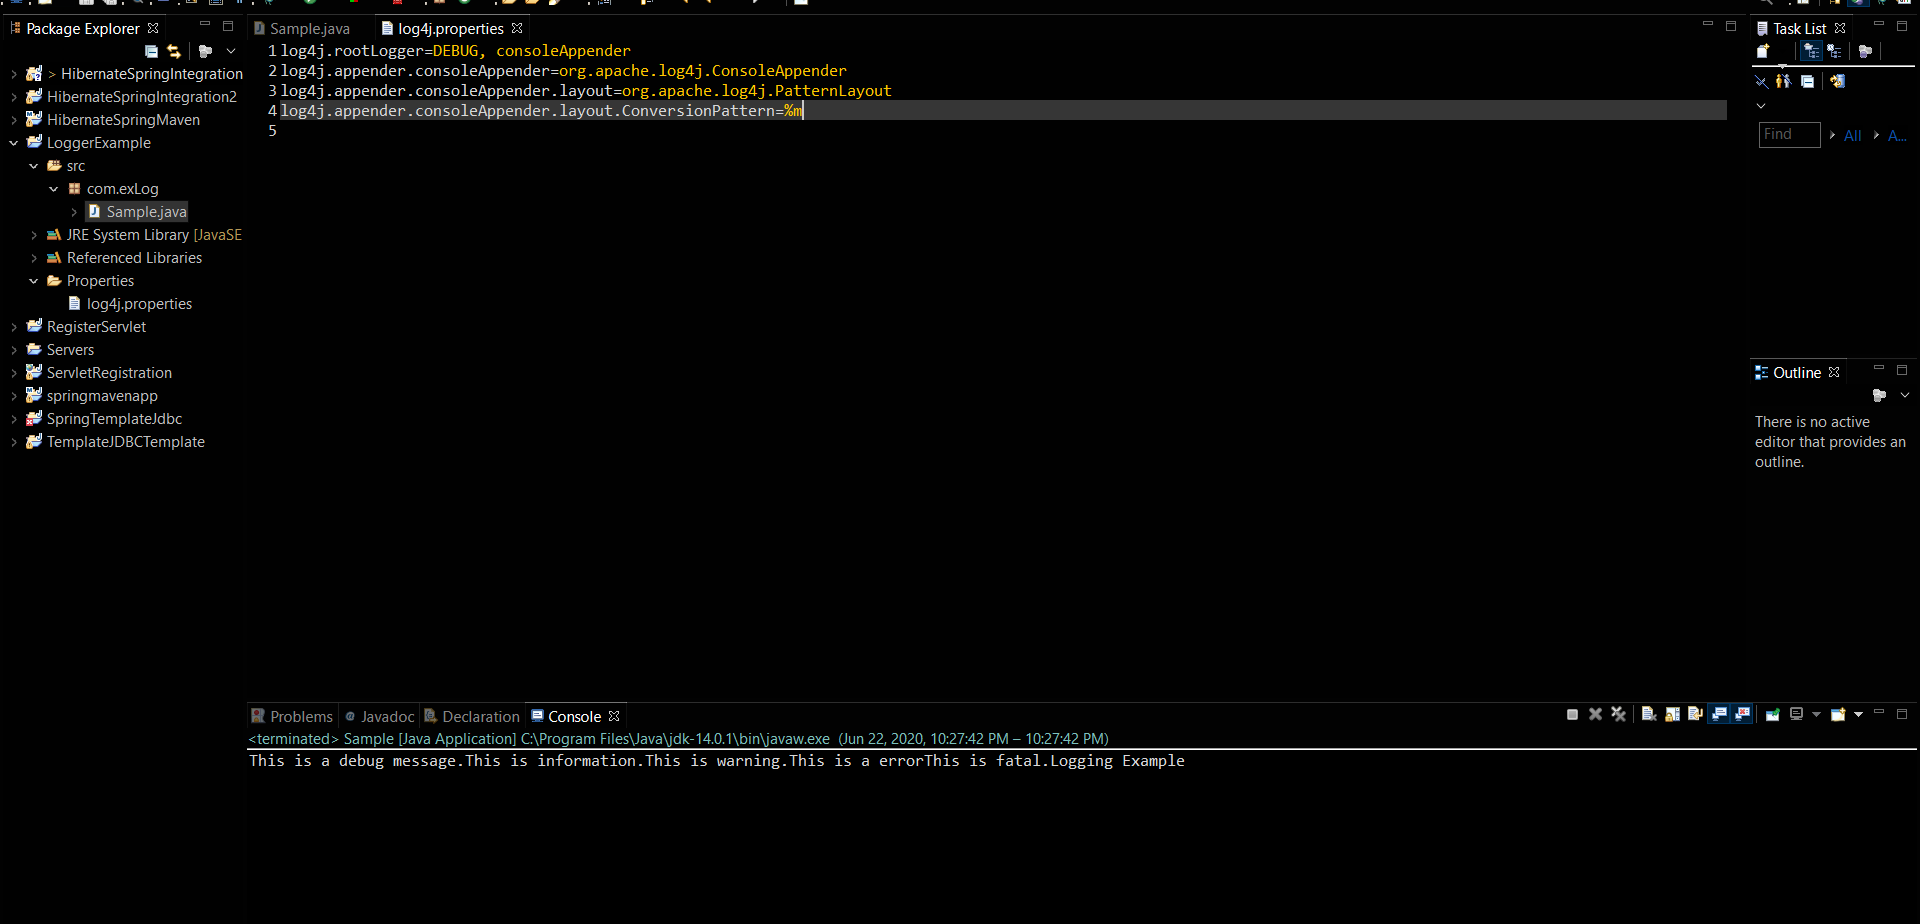 Package Explorer
> HibernateSpringIntegration
HibernateSpringIntegration2
HibernateSpringMaven
LoggerExample
src
com.exLog
Sample.java
JRE System Library [JavaSE
Referenced Libraries
Properties
log4j.properties
RegisterServlet
Servers
ServletRegistration
springmavenapp
SpringTemplateJdbc
TemplateJDBCTemplate
Sample.java
log4j.properties
1 log4j.rootLogger=DEBUG, consoleAppender
2 log4j.appender.consoleAppender=org.apache.log4j.ConsoleAppender
3 log4j.appender.consoleAppender.layout=org.apache.log4j.PatternLayout
4 log4j.appender.consoleAppender.layout.ConversionPattern=%m
5
Task List
Find
All
A...
Outline
There is no active
editor that provides an
outline.
Problems
@ Javadoc
Declaration
Console
<terminated> Sample [Java Application] C:\Program Files\Java\jdk-14.0.1\bin\javaw.exe (Jun 22, 2020, 10:27:42 PM – 10:27:42 PM)
This is a debug message.This is information.This is warning.This is a errorThis is fatal.Logging Example